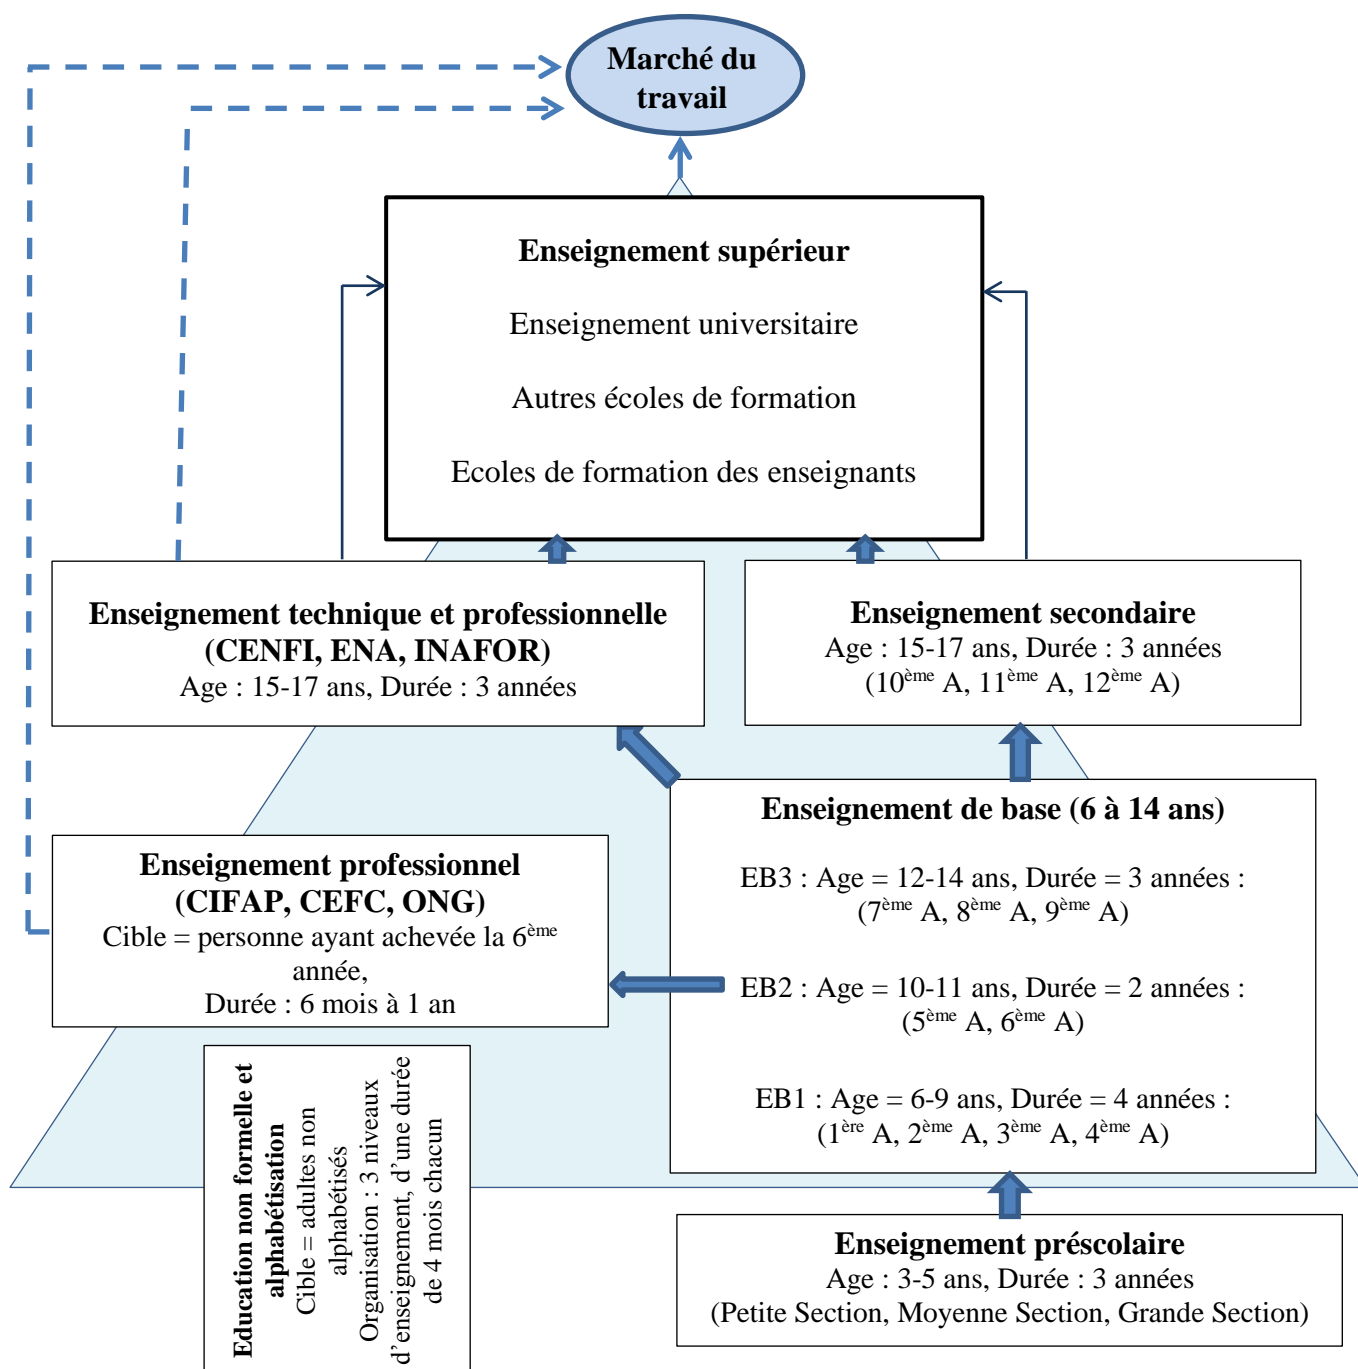 Marché du
travail
Enseignement supérieur
Enseignement universitaire
Autres écoles de formation
Ecoles de formation des enseignants
Enseignement technique et professionnelle
(CENFI, ENA, INAFOR)
Age : 15-17 ans, Durée : 3 années
Enseignement secondaire
Age : 15-17 ans, Durée : 3 années
(10ème A, 11ème A, 12ème A)
Enseignement de base (6 à 14 ans)
EB3 : Age = 12-14 ans, Durée = 3 années :
(7ème A, 8ème A, 9ème A)
EB2 : Age = 10-11 ans, Durée = 2 années :
(5ème A, 6ème A)
EB1 : Age = 6-9 ans, Durée = 4 années :
(1ère A, 2ème A, 3ème A, 4ème A)
Enseignement professionnel
(CIFAP, CEFC, ONG)
Cible = personne ayant achevée la 6ème
année,
Durée : 6 mois à 1 an
Education non formelle et
alphabétisation
Cible = adultes non
alphabétisés
Organisation : 3 niveaux
d’enseignement, d’une durée
de 4 mois chacun
Enseignement préscolaire
Age : 3-5 ans, Durée : 3 années
(Petite Section, Moyenne Section, Grande Section)